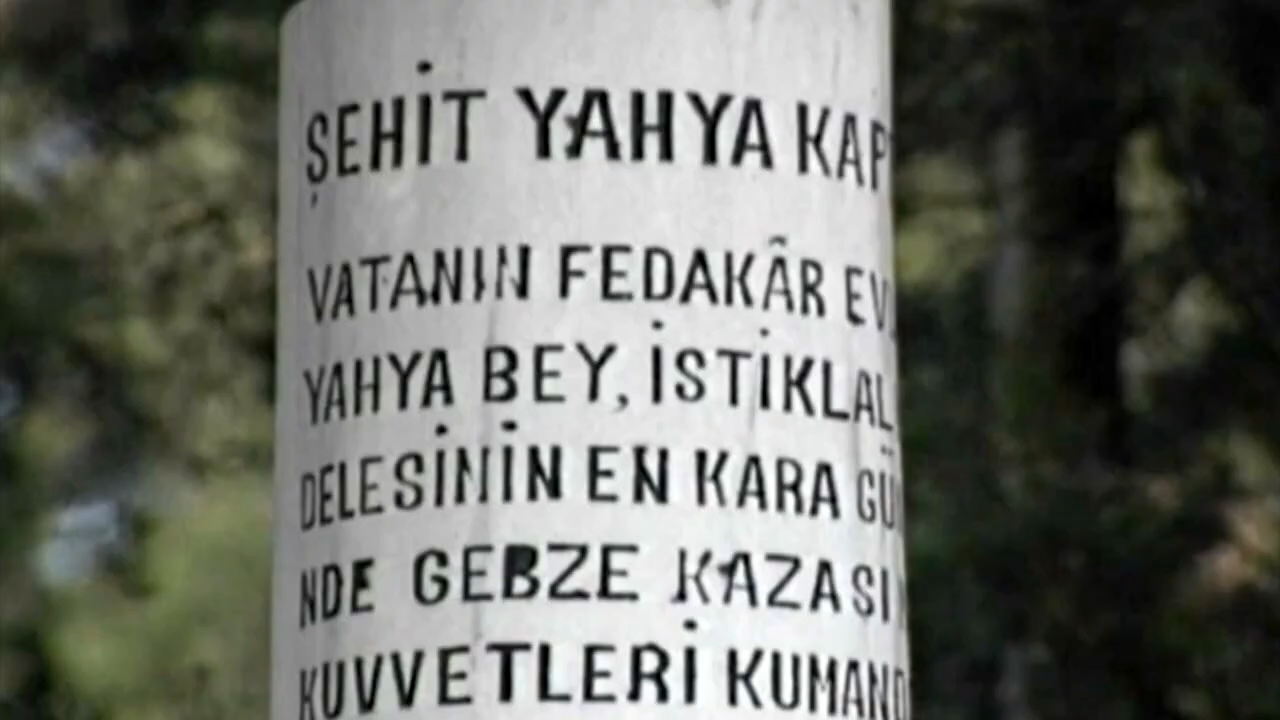 ŞEHİT YAHYA KAP
VATANIN FEDAKÂR EV
YAHYA BEY, İSTİKLAL
DELESİNİN EN KARA GÜ
NDE GEBZE KAZASI
KUVVETLERİ KUMAND